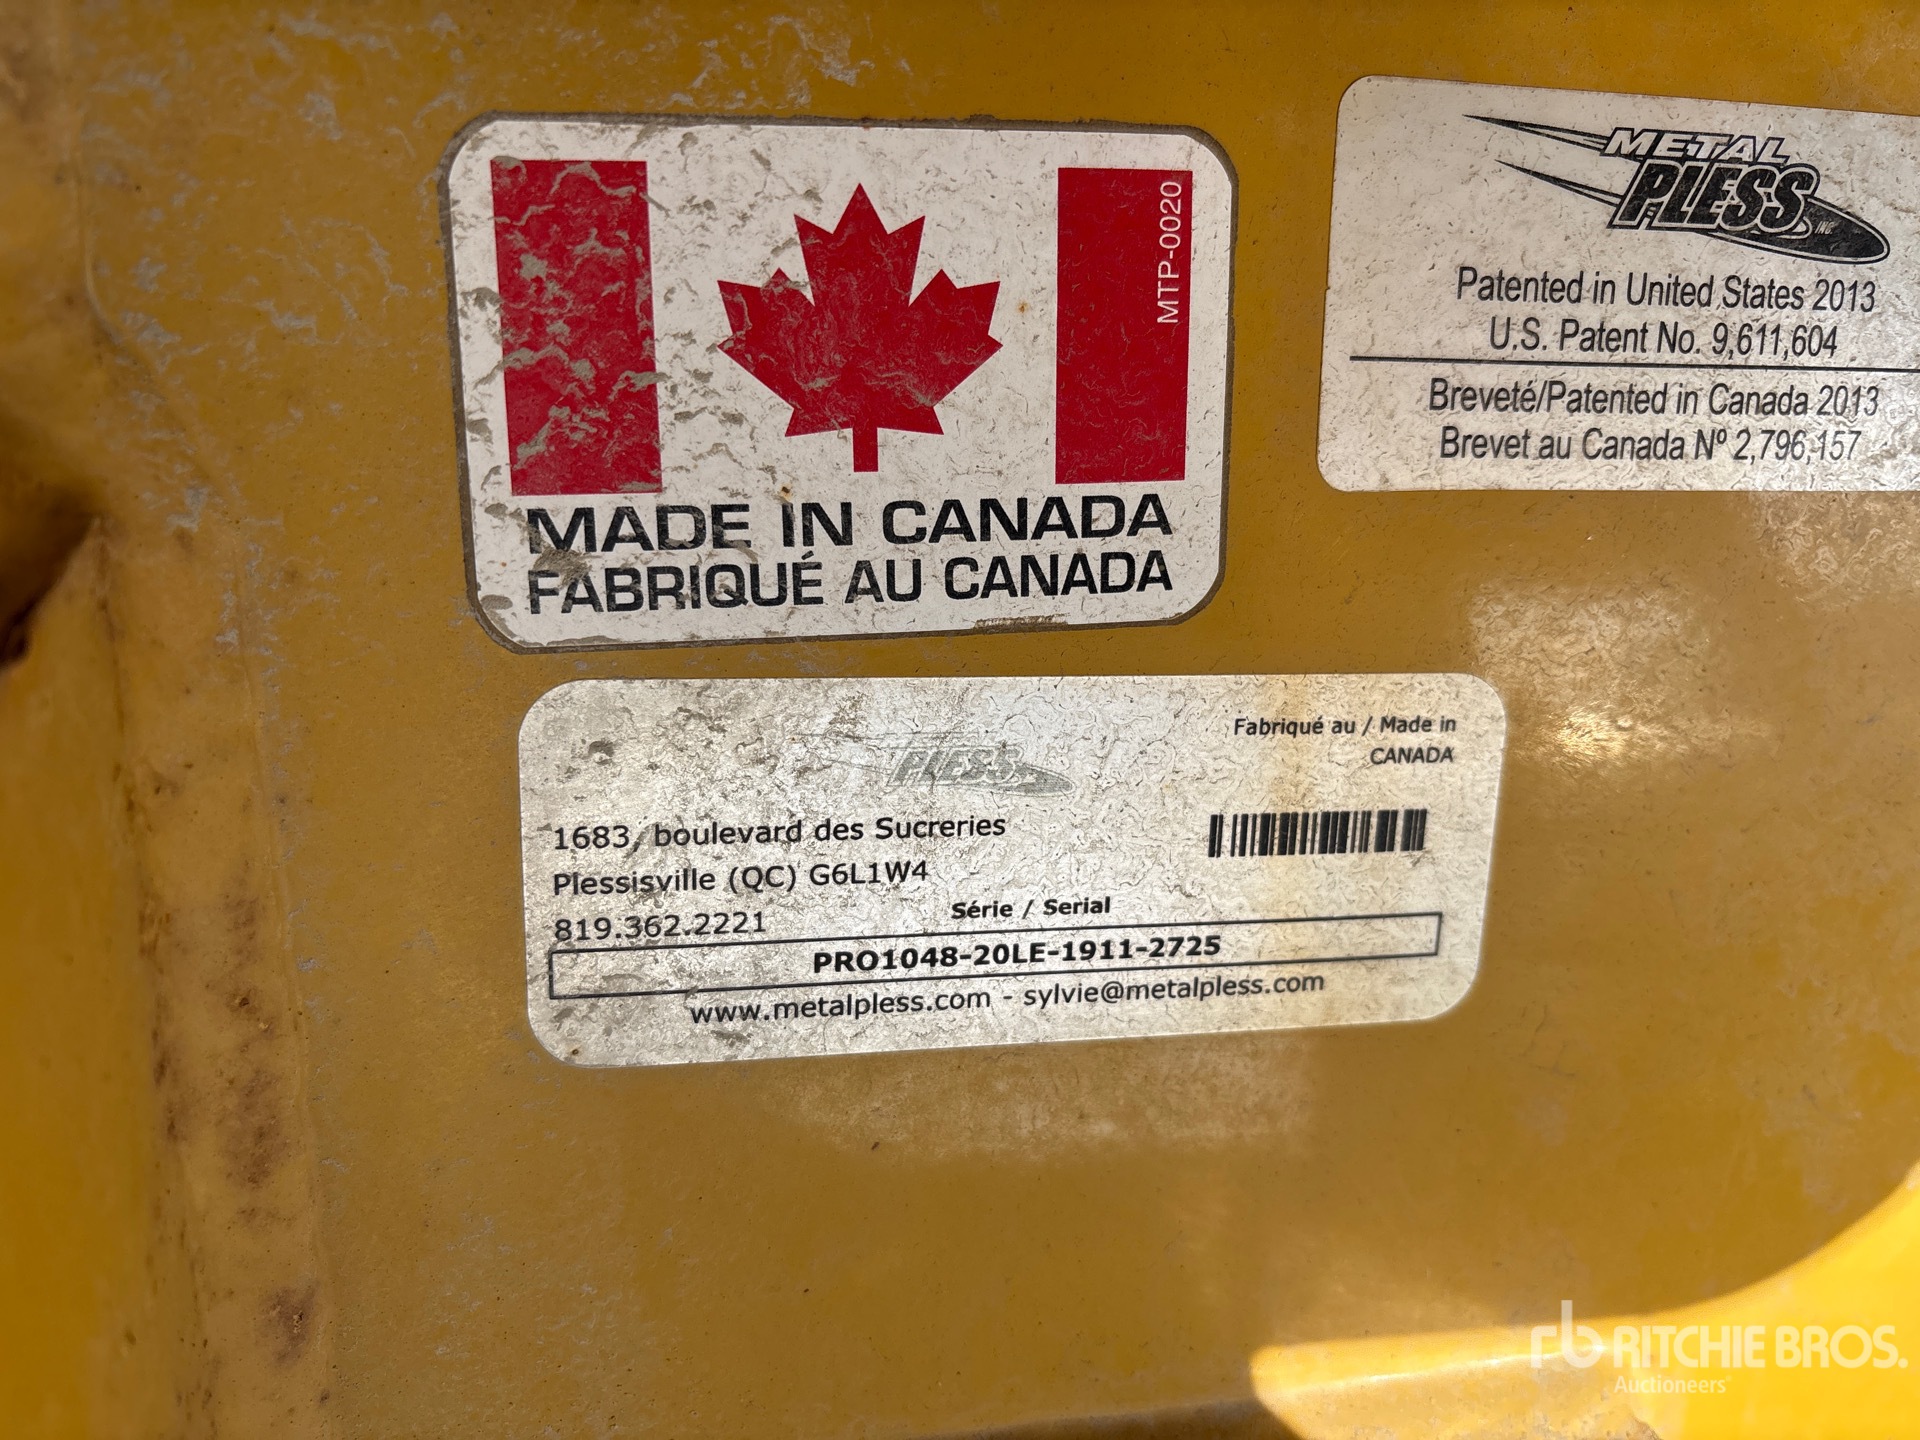 MTP-0020
MADE IN CANADA
FABRIQUÉ AU CANADA
METAL
PLESS INC.
Patented in United States 2013
U.S. Patent No. 9,611,604
Breveté/Patented in Canada 2013
Brevet au Canada Nº 2,796,157
PLESS
Fabriqué au / Made in
CANADA
1683, boulevard des Sucreries
Plessisville (QC) G6L1W4
819.362.2221
Série / Serial
PRO1048-20LE-1911-2725
www.metalpless.com - sylvie@metalpless.com
rb RITCHIE BROS.
Auctioneers